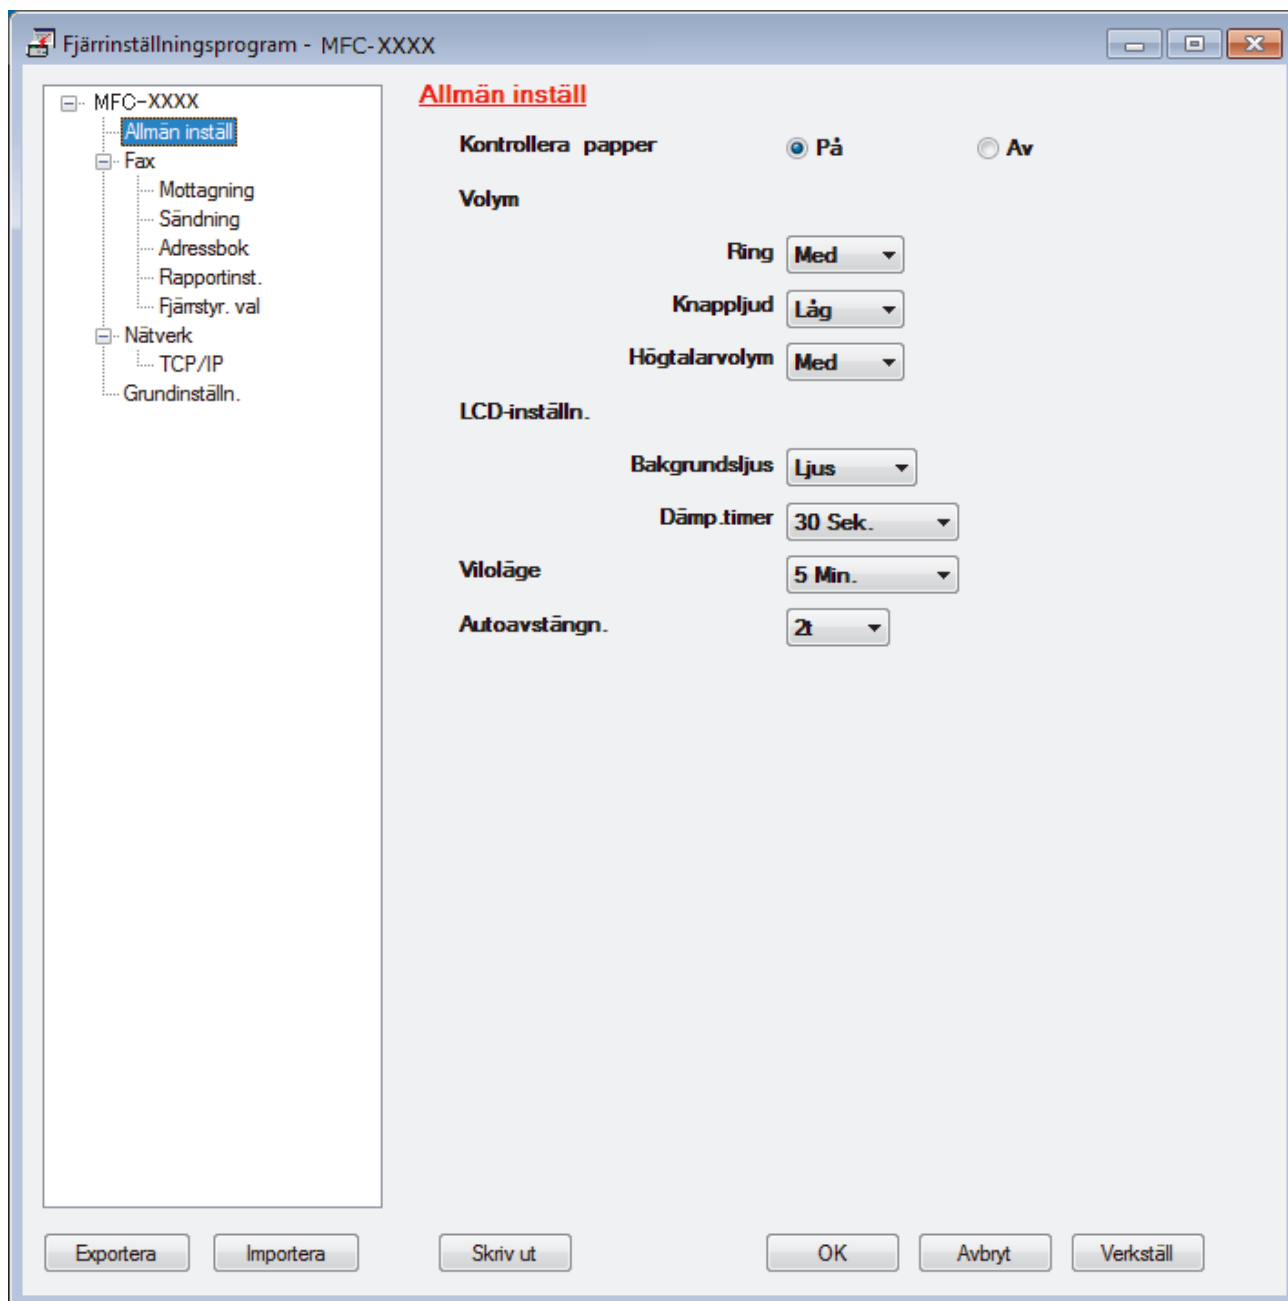 Fjärrinställningsprogram - MFC-XXXX
MFC-XXXX
Allmän inställ
Fax
Mottagning
Sändning
Adressbok
Rapportinst.
Fjärrstyr. val
Nätverk
TCP/IP
Grundinställn.
Allmän inställ
Kontrollera papper På Av
Volym
Ring Med
Knappljud Låg
Högtalarvolym Med
LCD-inställn.
Bakgrundsljus Ljus
Dämp.timer 30 Sek.
Viloläge 5 Min.
Autoavstängn. 2t
Exportera Importera Skriv ut OK Avbryt Verkställ